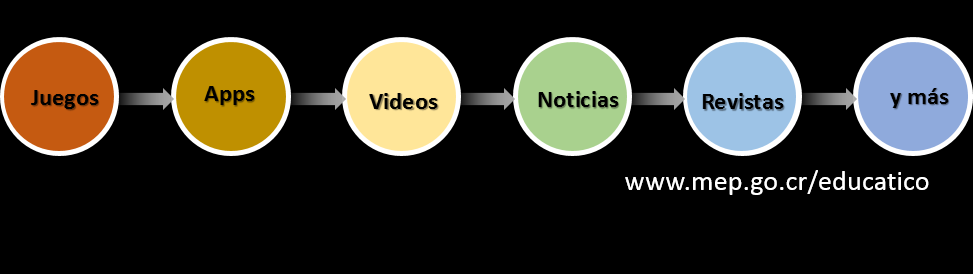 Juegos
Apps
Videos
Noticias
Revistas
y más
www.mep.go.cr/educatico